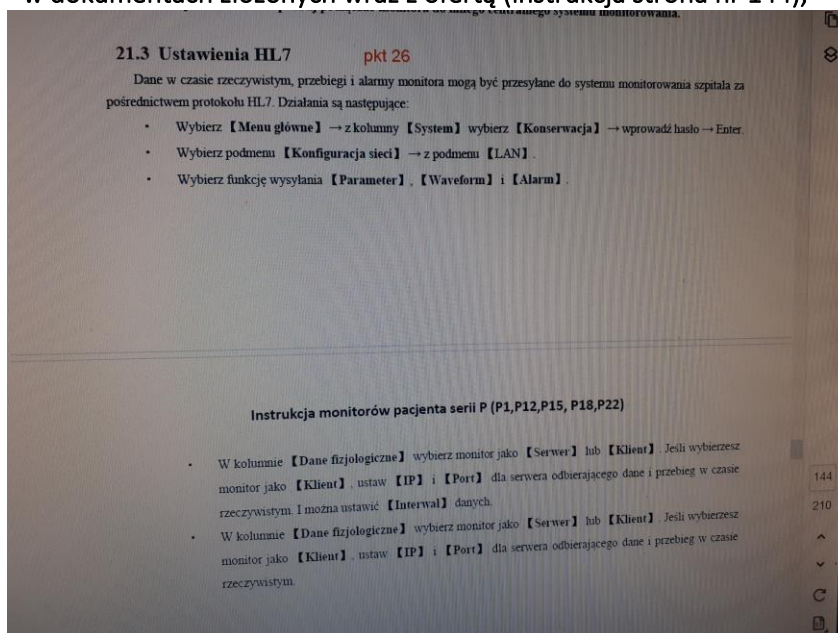 w dokumentach złożonych wraz z ofertą (instrukcja strona nr 144),
centralnego systemu monitorowania.
21.3 Ustawienia HL7
pkt 26
Dane w czasie rzeczywistym, przebiegi i alarmy monitora mogą być przesyłane do systemu monitorowania szpitala za
pośrednictwem protokołu HL7. Działania są następujące:
• Wybierz 【Menu główne】 → z kolumny 【System】 wybierz 【Konserwacja】 → wprowadź hasło → Enter.
• Wybierz podmenu 【Konfiguracja sieci】 → z podmenu 【LAN】.
• Wybierz funkcję wysyłania 【Parameter】, 【Waveform】 i 【Alarm】.
Instrukcja monitorów pacjenta serii P (P1,P12,P15, P18,P22)
• W kolumnie 【Dane fizjologiczne】 wybierz monitor jako 【Serwer】 lub 【Klient】. Jeśli wybierzesz
monitor jako 【Klient】, ustaw 【IP】 i 【Port】 dla serwera odbierającego dane i przebieg w czasie
rzeczywistym. I można ustawić 【Interwal】 danych.
• W kolumnie 【Dane fizjologiczne】 wybierz monitor jako 【Serwer】 lub 【Klient】. Jeśli wybierzesz
monitor jako 【Klient】, ustaw 【IP】 i 【Port】 dla serwera odbierającego dane i przebieg w czasie
rzeczywistym.
144
210